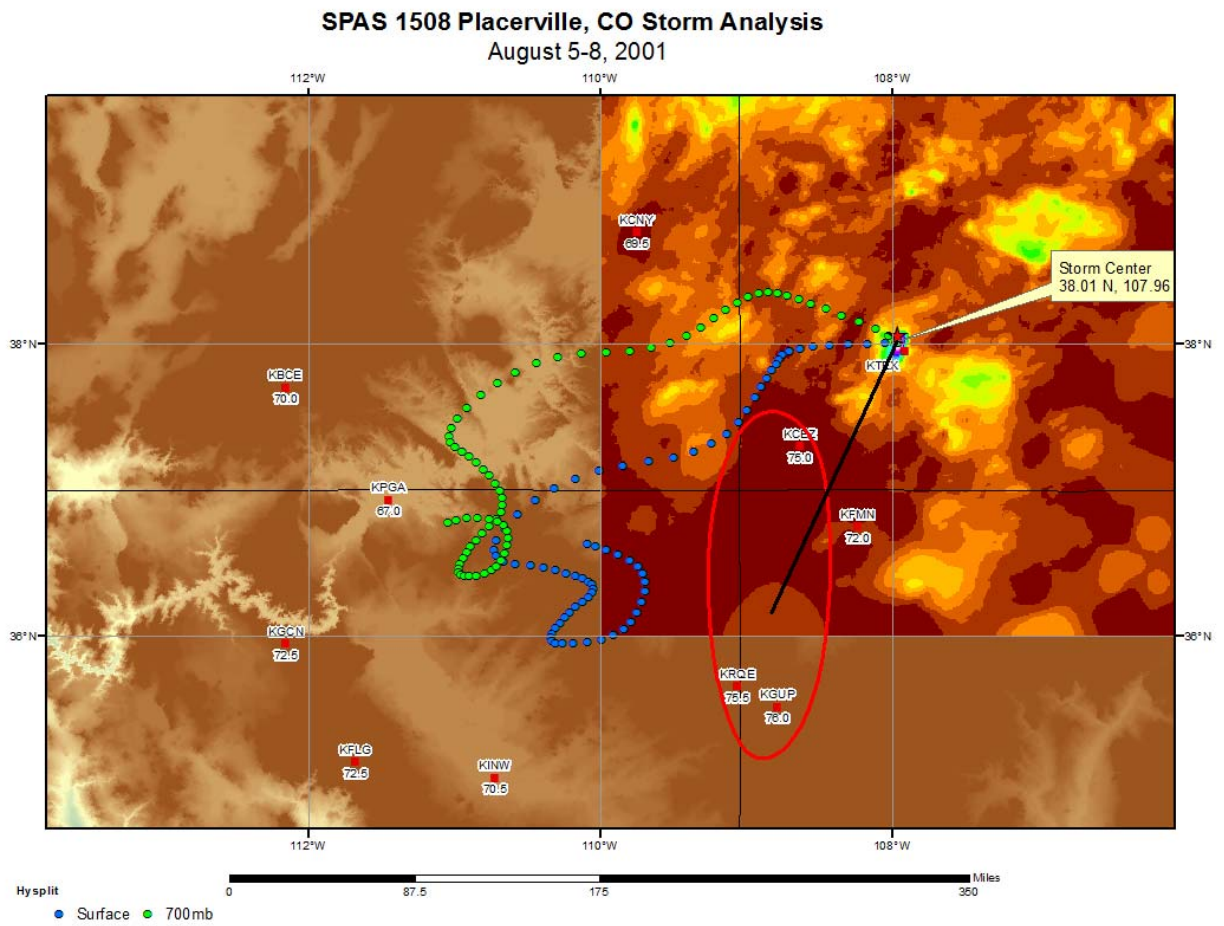 SPAS 1508 Placerville, CO Storm Analysis
August 5-8, 2001
112°W 110°W 108°W
KCNY
69.5
Storm Center
38.01 N, 107.96
38°N 38°N
KBCE
70.0
KCEZ
75.0
KPGA
67.0
KFMN
72.0
36°N 36°N
KGCN
72.5
KRQE
75.5
KGUP
76.0
KFLG
72.5
KINW
70.5
112°W 110°W 108°W
Miles
0 87.5 175 350
Hysplit
Surface 700mb